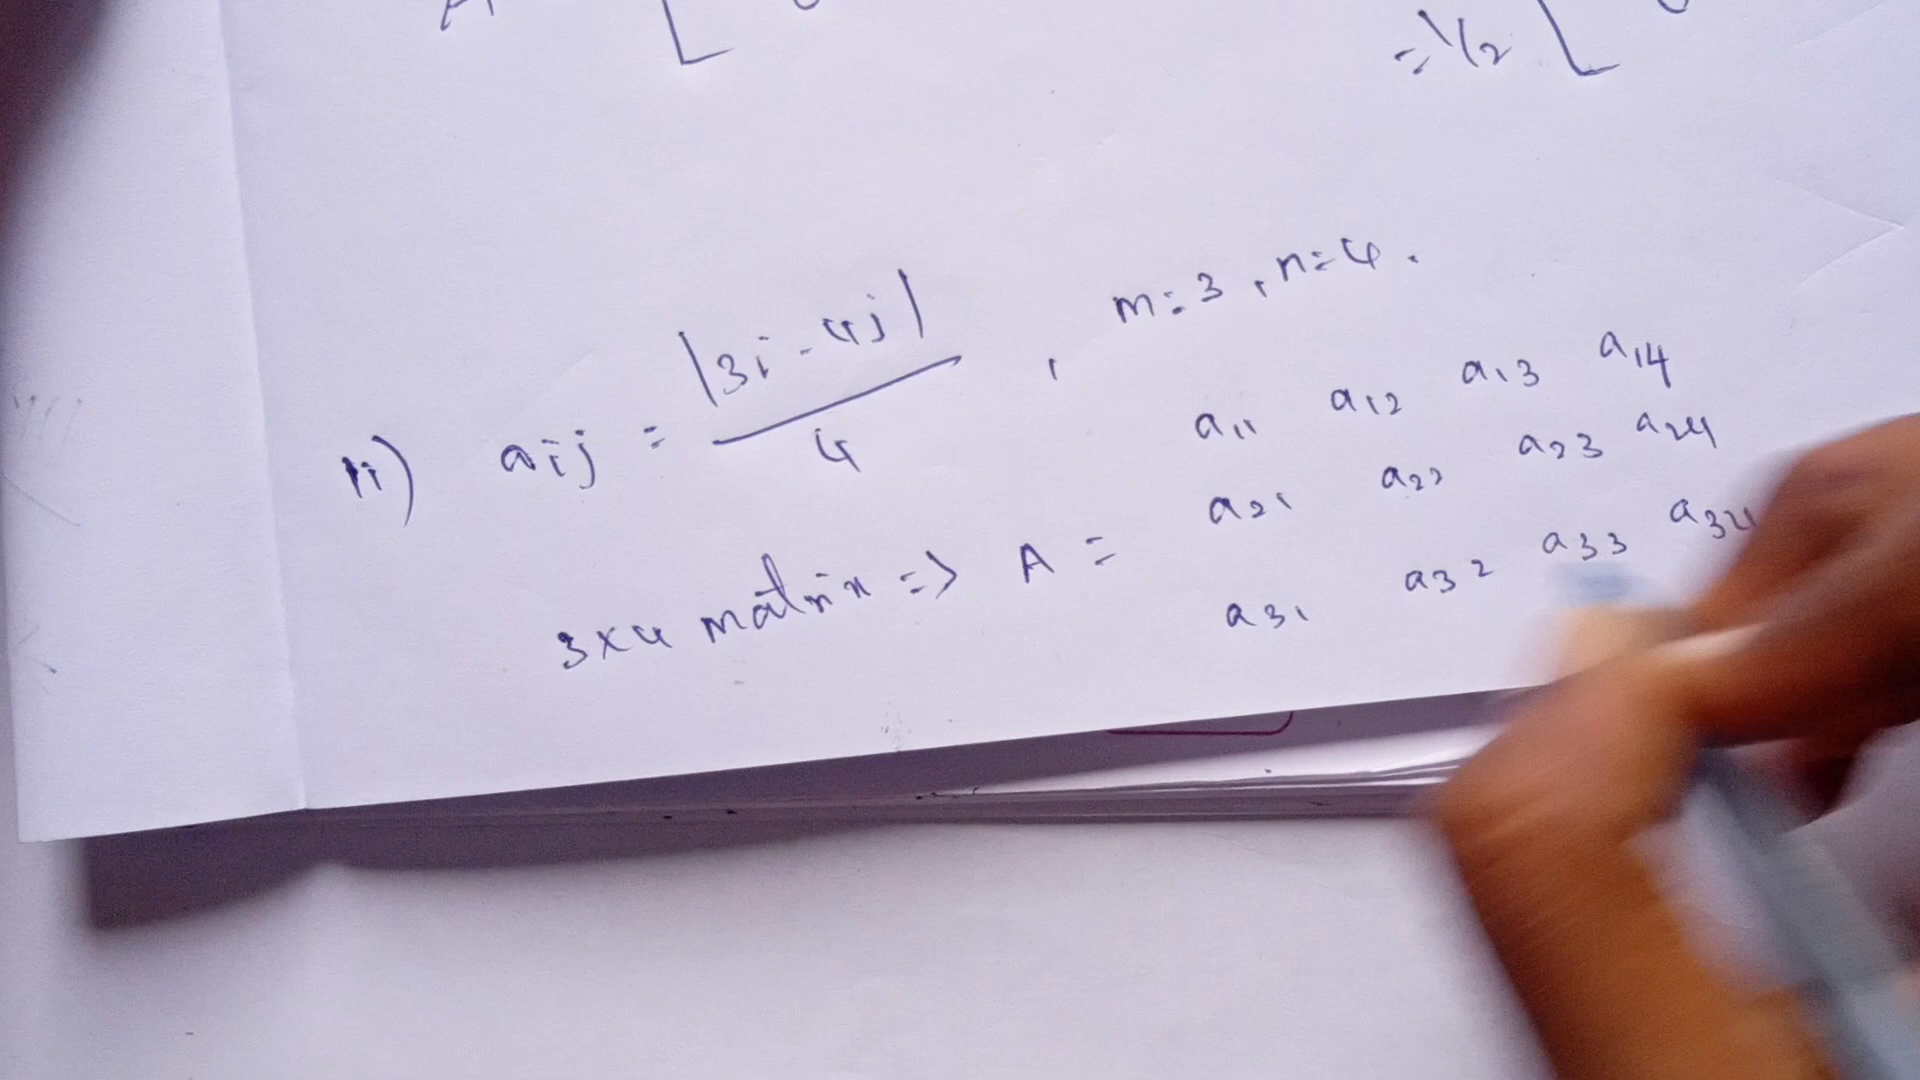 = 1/2 [
ii) aij = |3i - 4j| / 4 , m=3, n=4.
a11 a12 a13 a14
3x4 matrix => A = a21 a22 a23 a24
a31 a32 a33 a34